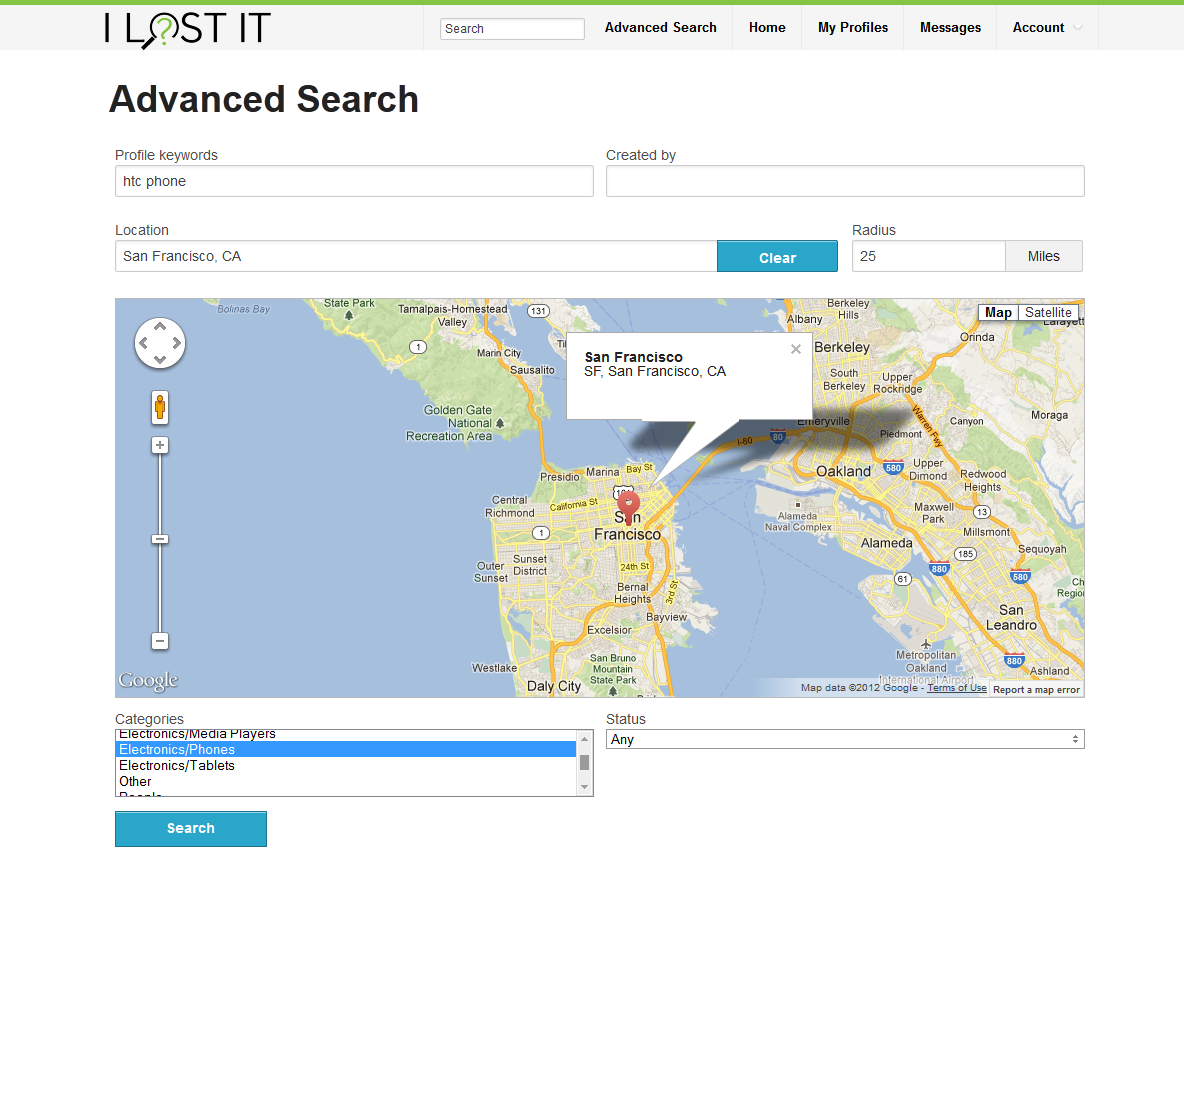 I LOST IT
Search
Advanced Search
Home
My Profiles
Messages
Account
Advanced Search
Profile keywords
Created by
htc phone
Location
Radius
San Francisco, CA
Clear
25
Miles
Bolinas Bay
State Park
Tamalpais-Homestead
Valley
131
1
Marin City
Sausalito
Golden Gate
National
Recreation Area
San Francisco
SF, San Francisco, CA
Albany
Berkeley
Hills
Map
Satellite
Orinda
Berkeley
South
Berkeley
Upper
Rockridge
Moraga
Canyon
Warren Fwy
Emeryville
Piedmont
I-80
80
Oakland
580
Upper
Dimond
Redwood
Heights
Marina
Bay St
Presidio
Central
Richmond
California St
101
San
Francisco
1
Alameda
Naval Complex
Maxwell
Park
13
Millsmont
Alameda
185
Sequoyah
Outer
Sunset
Sunset
District
24th St
Bernal
Heights
3rd St
Bayview
Excelsior
880
580
61
San
Leandro
Westlake
San Bruno
Mountain
State Park
Daly City
Metropolitan
Oakland
International Airport
880
Ashland
Google
Map data ©2012 Google - Terms of Use
Report a map error
Categories
Status
Electronics/Media Players
Electronics/Phones
Electronics/Tablets
Other
People
Any
Search